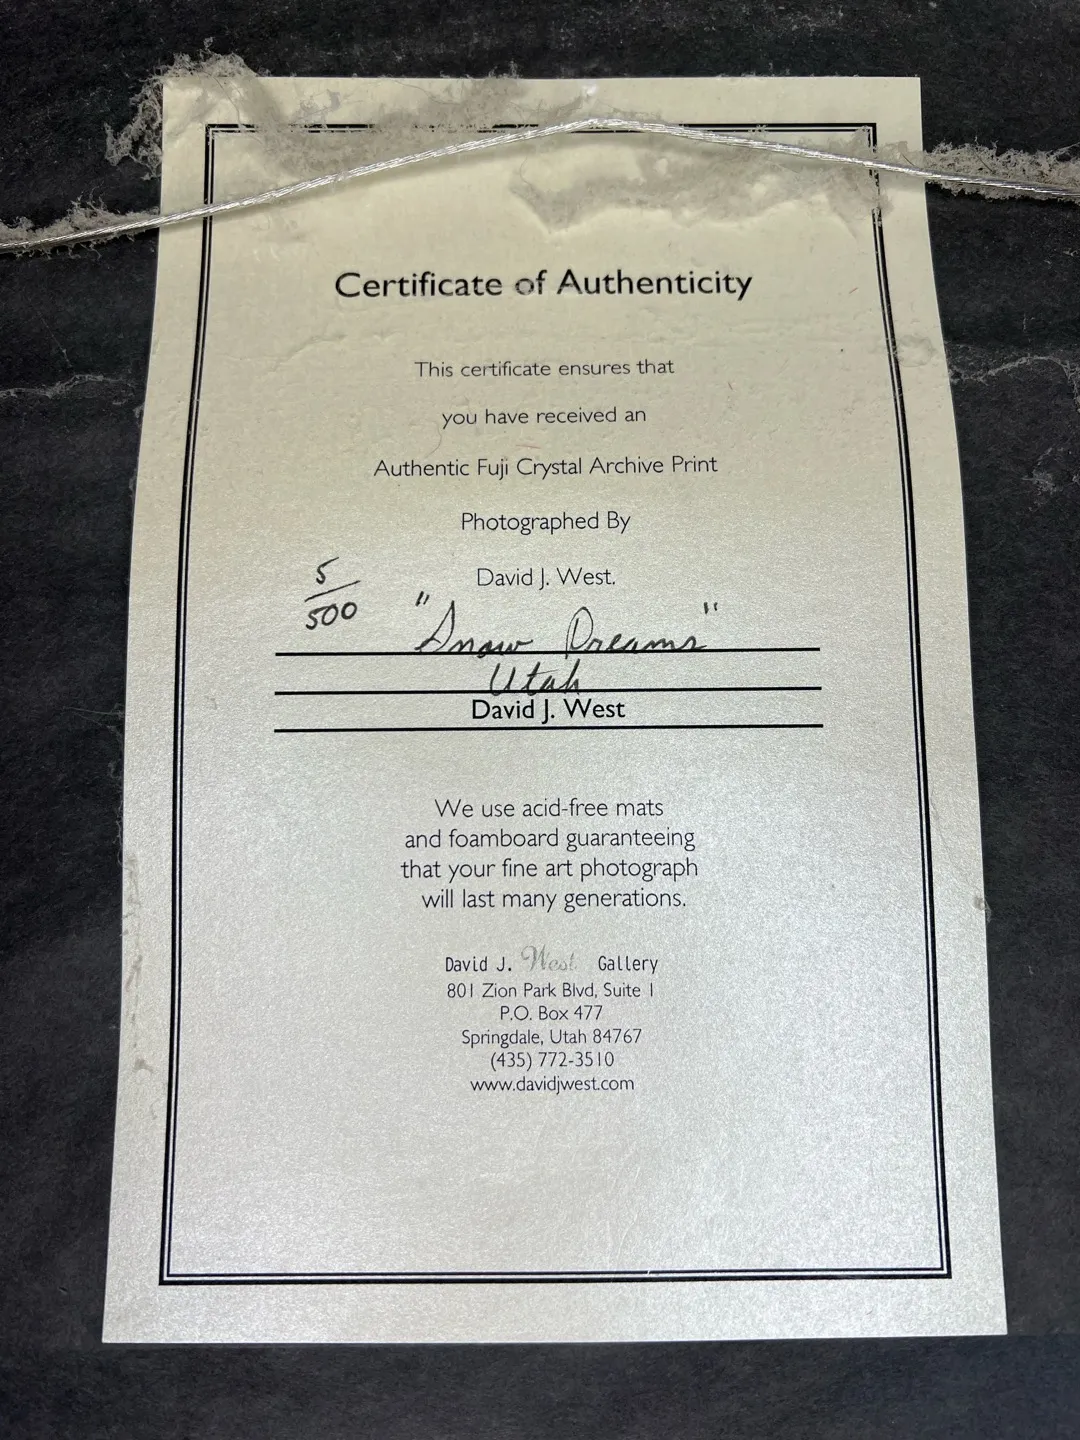 Certificate of Authenticity
This certificate ensures that
you have received an
Authentic Fuji Crystal Archive Print
Photographed By
David J. West.
5/500
"Snow Dreams"
Utah
David J. West
We use acid-free mats
and foamboard guaranteeing
that your fine art photograph
will last many generations.
David J. West Gallery
801 Zion Park Blvd, Suite 1
P.O. Box 477
Springdale, Utah 84767
(435) 772-3510
www.davidjwest.com